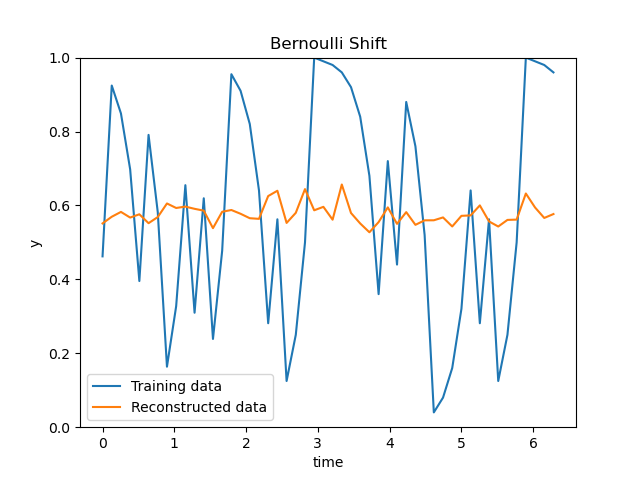 Bernoulli Shift
1.0
0.8
0.6
0.4
0.2
0.0
y
Training data
Reconstructed data
0 1 2 3 4 5 6
time